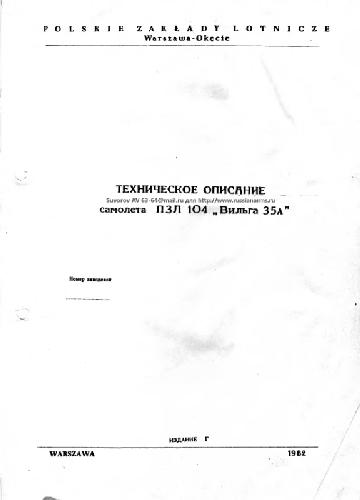 POLSKIE ZAKŁADY LOTNICZE
Warszawa-Okęcie
ТЕХНИЧЕСКОЕ ОПИСАНИЕ
Suvorov AV 63-64@mail.ru для http://www.russianarms.ru
самолета ПЗЛ 104 „Вильга 35А"
Номер заводской
ИЗДАНИЕ Г
WARSZAWA 1982